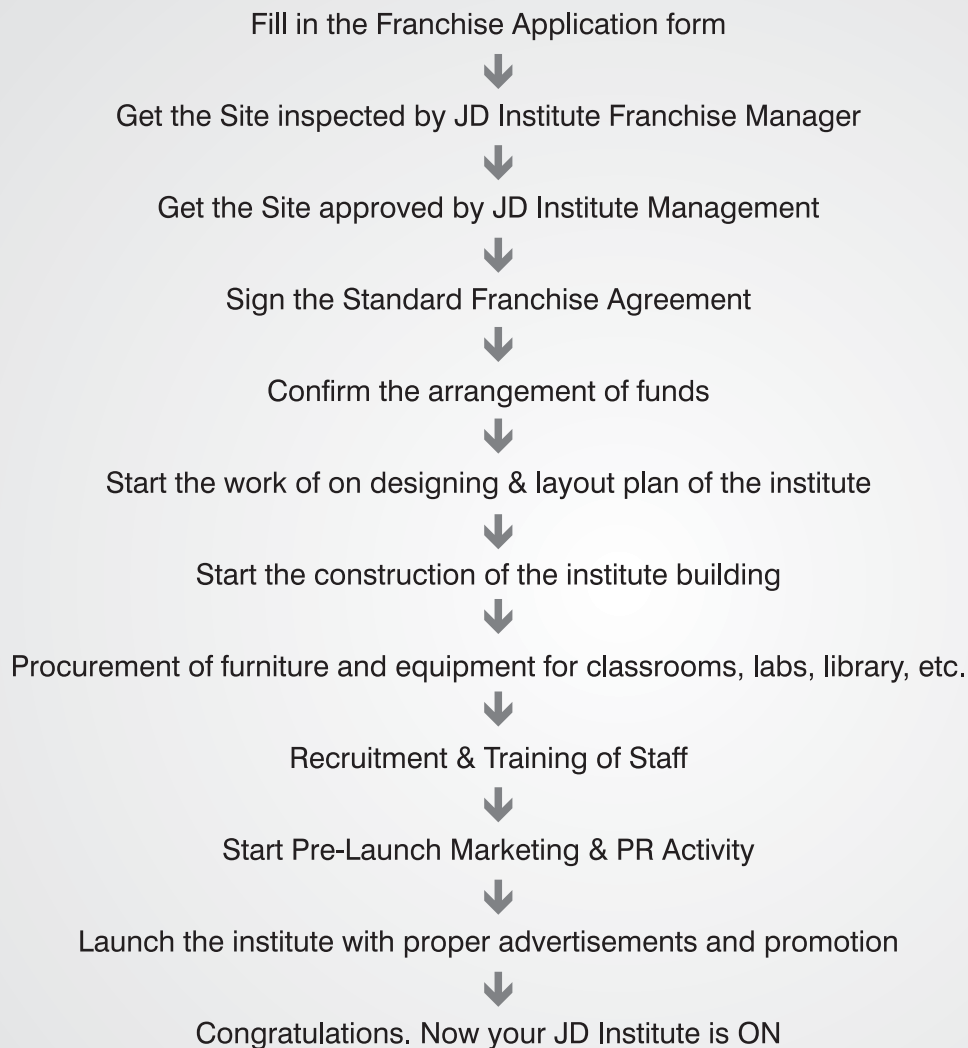 Fill in the Franchise Application form
Get the Site inspected by JD Institute Franchise Manager
Get the Site approved by JD Institute Management
Sign the Standard Franchise Agreement
Confirm the arrangement of funds
Start the work of on designing & layout plan of the institute
Start the construction of the institute building
Procurement of furniture and equipment for classrooms, labs, library, etc.
Recruitment & Training of Staff
Start Pre-Launch Marketing & PR Activity
Launch the institute with proper advertisements and promotion
Congratulations. Now your JD Institute is ON